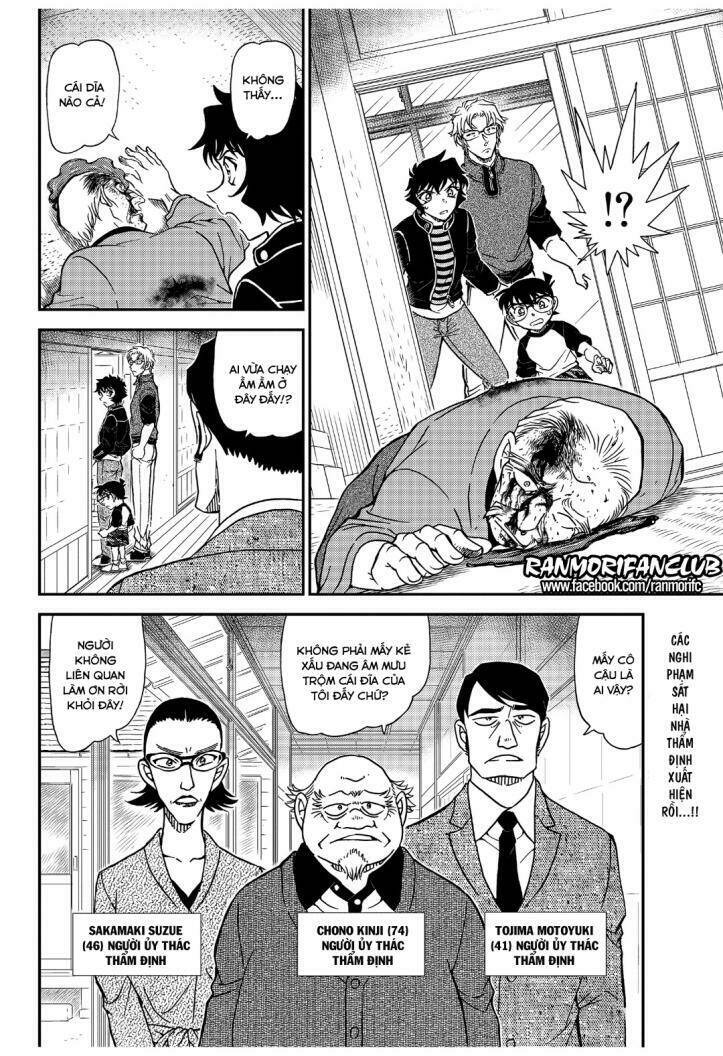 !?
KHÔNG
THẤY...
CÁI DĨA
NÀO CẢ!
AI VỪA CHẠY
ẦM ẦM Ở
ĐÂY ĐẤY!?
RANMORIFANCLUB
www.facebook.com/ranmorifc
CÁC
NGHI
PHẠM
SÁT
HẠI
NHÀ
THẨM
ĐỊNH
XUẤT
HIỆN
RỒI...!!
MẤY CÔ
CẬU LÀ
AI VẬY?
KHÔNG PHẢI MẤY KẺ
XẤU ĐANG ÂM MƯU
TRỘM CÁI ĐĨA CỦA
TÔI ĐẤY CHỨ?
NGƯỜI
KHÔNG
LIÊN QUAN
LÀM ƠN RỜI
KHỎI ĐÂY!
TOJIMA MOTOYUKI
(41) NGƯỜI ỦY THÁC
THẨM ĐỊNH
CHONO KINJI (74)
NGƯỜI ỦY THÁC
THẨM ĐỊNH
SAKAMAKI SUZUE
(46) NGƯỜI ỦY THÁC
THẨM ĐỊNH